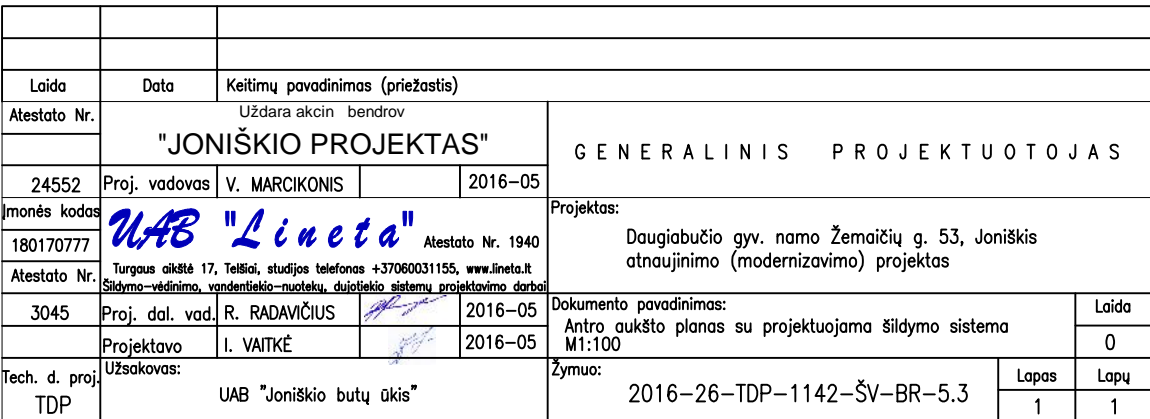 Laida Data Keitimų pavadinimas (priežastis)
Atestato Nr.
Uždara akcin bendrov
"JONIŠKIO PROJEKTAS"
GENERALINIS PROJEKTUOTOJAS
24552 Proj. vadovas V. MARCIKONIS 2016-05
Įmonės kodas
180170777
Atestato Nr.
UAB "Lineta" Atestato Nr. 1940
Turgaus aikštė 17, Telšiai, studijos telefonas +37060031155, www.lineta.lt
Šildymo-vėdinimo, vandentiekio-nuotekų, dujotiekio sistemų projektavimo darbai
Projektas:
Daugiabučio gyv. namo Žemaičių g. 53, Joniškis
atnaujinimo (modernizavimo) projektas
3045 Proj. dal. vad. R. RADAVIČIUS 2016-05
Projektavo I. VAITKĖ 2016-05
Dokumento pavadinimas:
Antro aukšto planas su projektuojama šildymo sistema
M1:100
Laida
0
Tech. d. proj.
TDP
Užsakovas:
UAB "Joniškio butų ūkis"
Žymuo:
2016-26-TDP-1142-ŠV-BR-5.3
Lapas Lapų
1 1